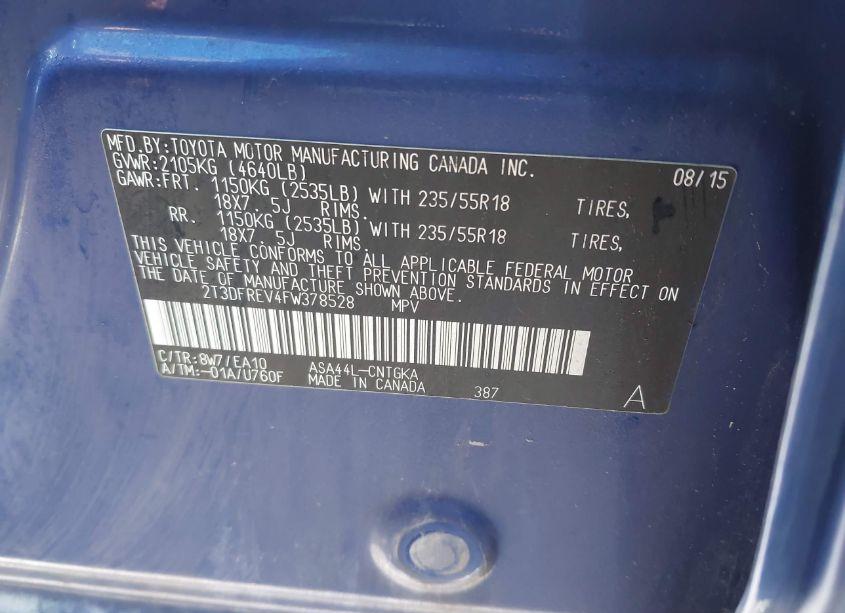 MFD.BY:TOYOTA MOTOR MANUFACTURING CANADA INC. 08/15
GVWR:2105KG (4640LB)
GAWR:FRT. 1150KG (2535LB) WITH 235/55R18 TIRES,
18X7 5J RIMS.
RR. 1150KG (2535LB) WITH 235/55R18 TIRES,
18X7 5J RIMS.
THIS VEHICLE CONFORMS TO ALL APPLICABLE FEDERAL MOTOR
VEHICLE SAFETY AND THEFT PREVENTION STANDARDS IN EFFECT ON
THE DATE OF MANUFACTURE SHOWN ABOVE.
2T3DFREV4FW378528 MPV
C/TR:8W7/EA10 ASA44L-CNTGKA
A/TM:-01A/U760F MADE IN CANADA 387 A